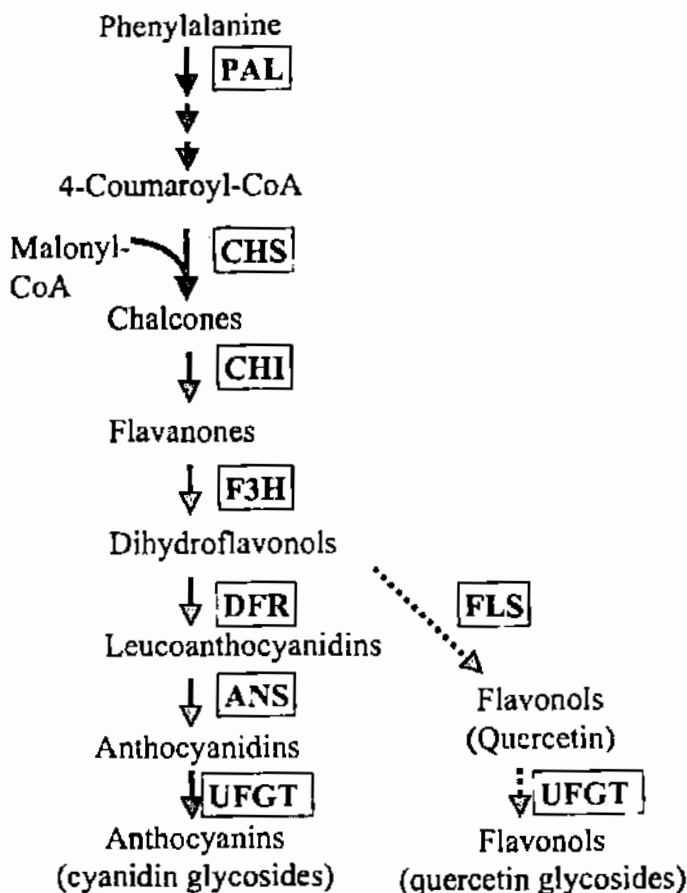 Phenylalanine
PAL
4-Coumaroyl-CoA
Malonyl-
CoA
CHS
Chalcones
CHI
Flavanones
F3H
Dihydroflavonols
DFR
FLS
Leucoanthocyanidins
ANS
Flavonols
(Quercetin)
Anthocyanidins
UFGT
UFGT
Anthocyanins
(cyanidin glycosides)
Flavonols
(quercetin glycosides)